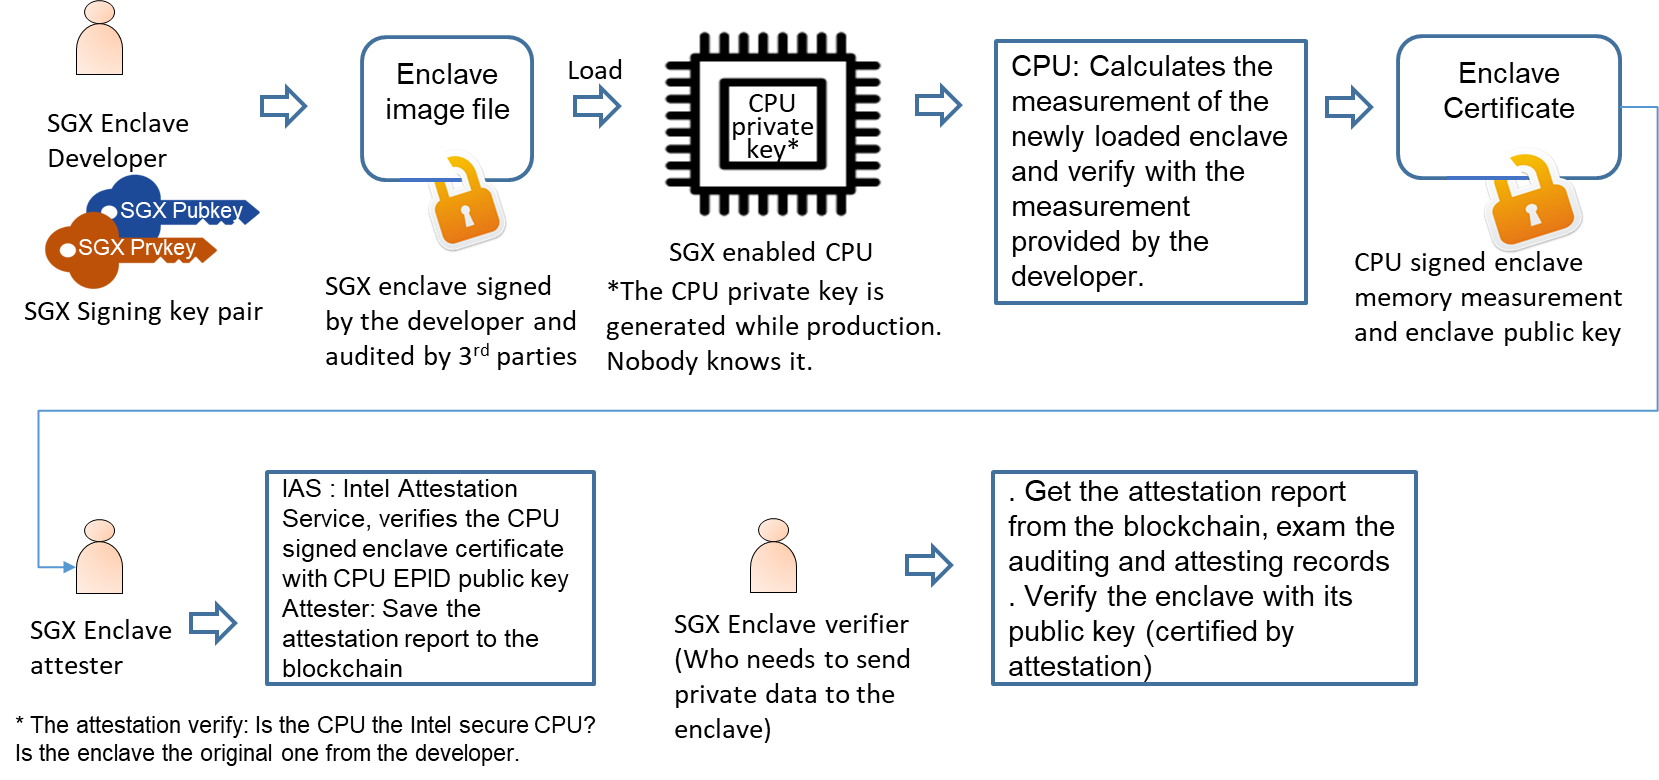 SGX Enclave
Developer
SGX Pubkey
SGX Prvkey
SGX Signing key pair
Enclave
image file
SGX enclave signed
by the developer and
audited by 3rd parties
Load
CPU
private
key*
SGX enabled CPU
*The CPU private key is
generated while production.
Nobody knows it.
CPU: Calculates the
measurement of the
newly loaded enclave
and verify with the
measurement
provided by the
developer.
Enclave
Certificate
CPU signed enclave
memory measurement
and enclave public key
SGX Enclave
attester
IAS : Intel Attestation
Service, verifies the CPU
signed enclave certificate
with CPU EPID public key
Attester: Save the
attestation report to the
blockchain
SGX Enclave verifier
(Who needs to send
private data to the
enclave)
. Get the attestation report
from the blockchain, exam the
auditing and attesting records
. Verify the enclave with its
public key (certified by
attestation)
* The attestation verify: Is the CPU the Intel secure CPU?
Is the enclave the original one from the developer.